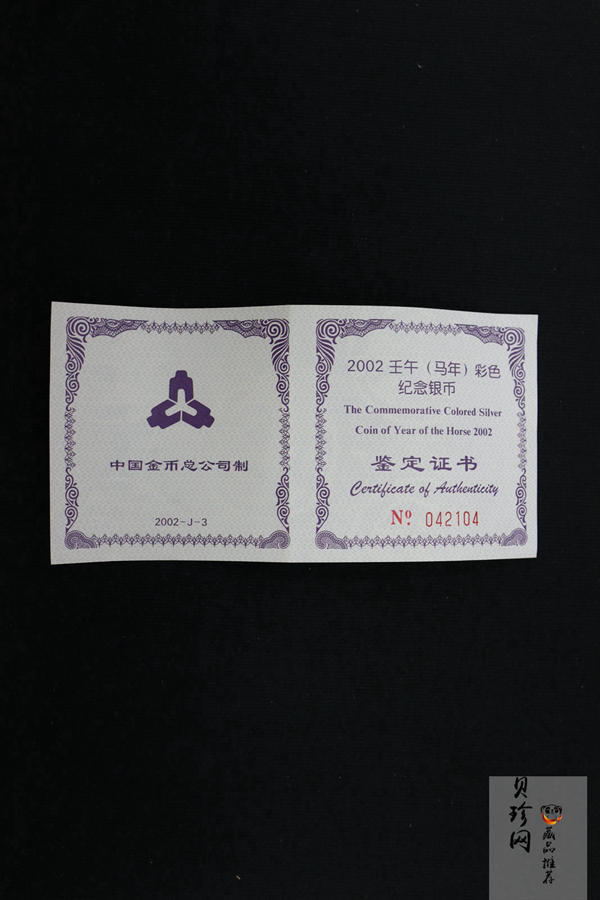 中国金币总公司制
2002-J-3
2002 壬午（马年）彩色
纪念银币
The Commemorative Colored Silver
Coin of Year of the Horse 2002
鉴定证书
Certificate of Authenticity
Nº 042104
贝珍网
藏品推荐